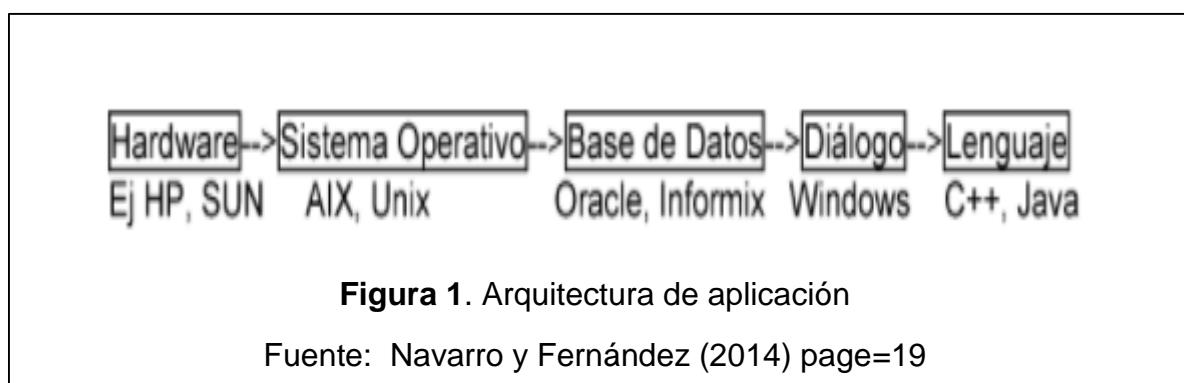 Hardware-->Sistema Operativo-->Base de Datos-->Diálogo-->Lenguaje
Ej HP, SUN AIX, Unix Oracle, Informix Windows C++, Java
Figura 1. Arquitectura de aplicación
Fuente: Navarro y Fernández (2014) page=19